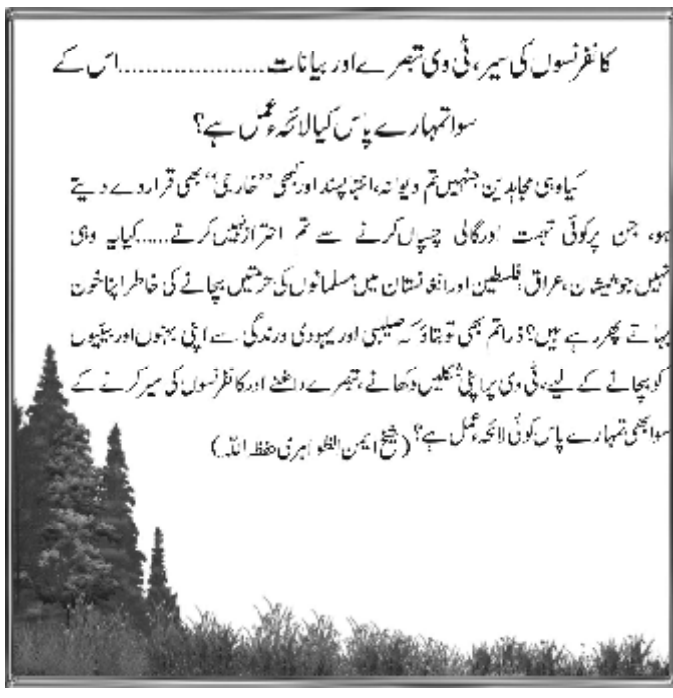 کانفرنسوں کی سیر، ٹی وی تبصرے اور بیانات.....................اس کے
سوا تمہارے پاس کیا لائحہء عمل ہے؟
کیا وہی مجاہدین جنہیں تم دیوانہ، انتہا پسند اور کبھی ’’خارجی‘‘ بھی قرار دے دیتے
ہو، جن پر کوئی تہمت اور گالی چسپاں کرنے سے تم احتراز نہیں کرتے......کیا یہ وہی
نہیں جو شیشان، عراق، فلسطین اور افغانستان میں مسلمانوں کی حرمتیں بچانے کی خاطر اپنا خون
بہاتے پھر رہے ہیں؟ ذرا تم بھی تو بتاؤ کہ صلیبی اور یہودی درندگی سے اپنی بہنوں اور بیٹیوں
کو بچانے کے لیے، ٹی وی پر اپنی شکلیں دکھانے، تبصرے داغنے اور کانفرنسوں کی سیر کرنے کے
سوا بھی تمہارے پاس کوئی لائحہء عمل ہے؟ (شیخ ایمن الظواہری حفظہ اللہ)